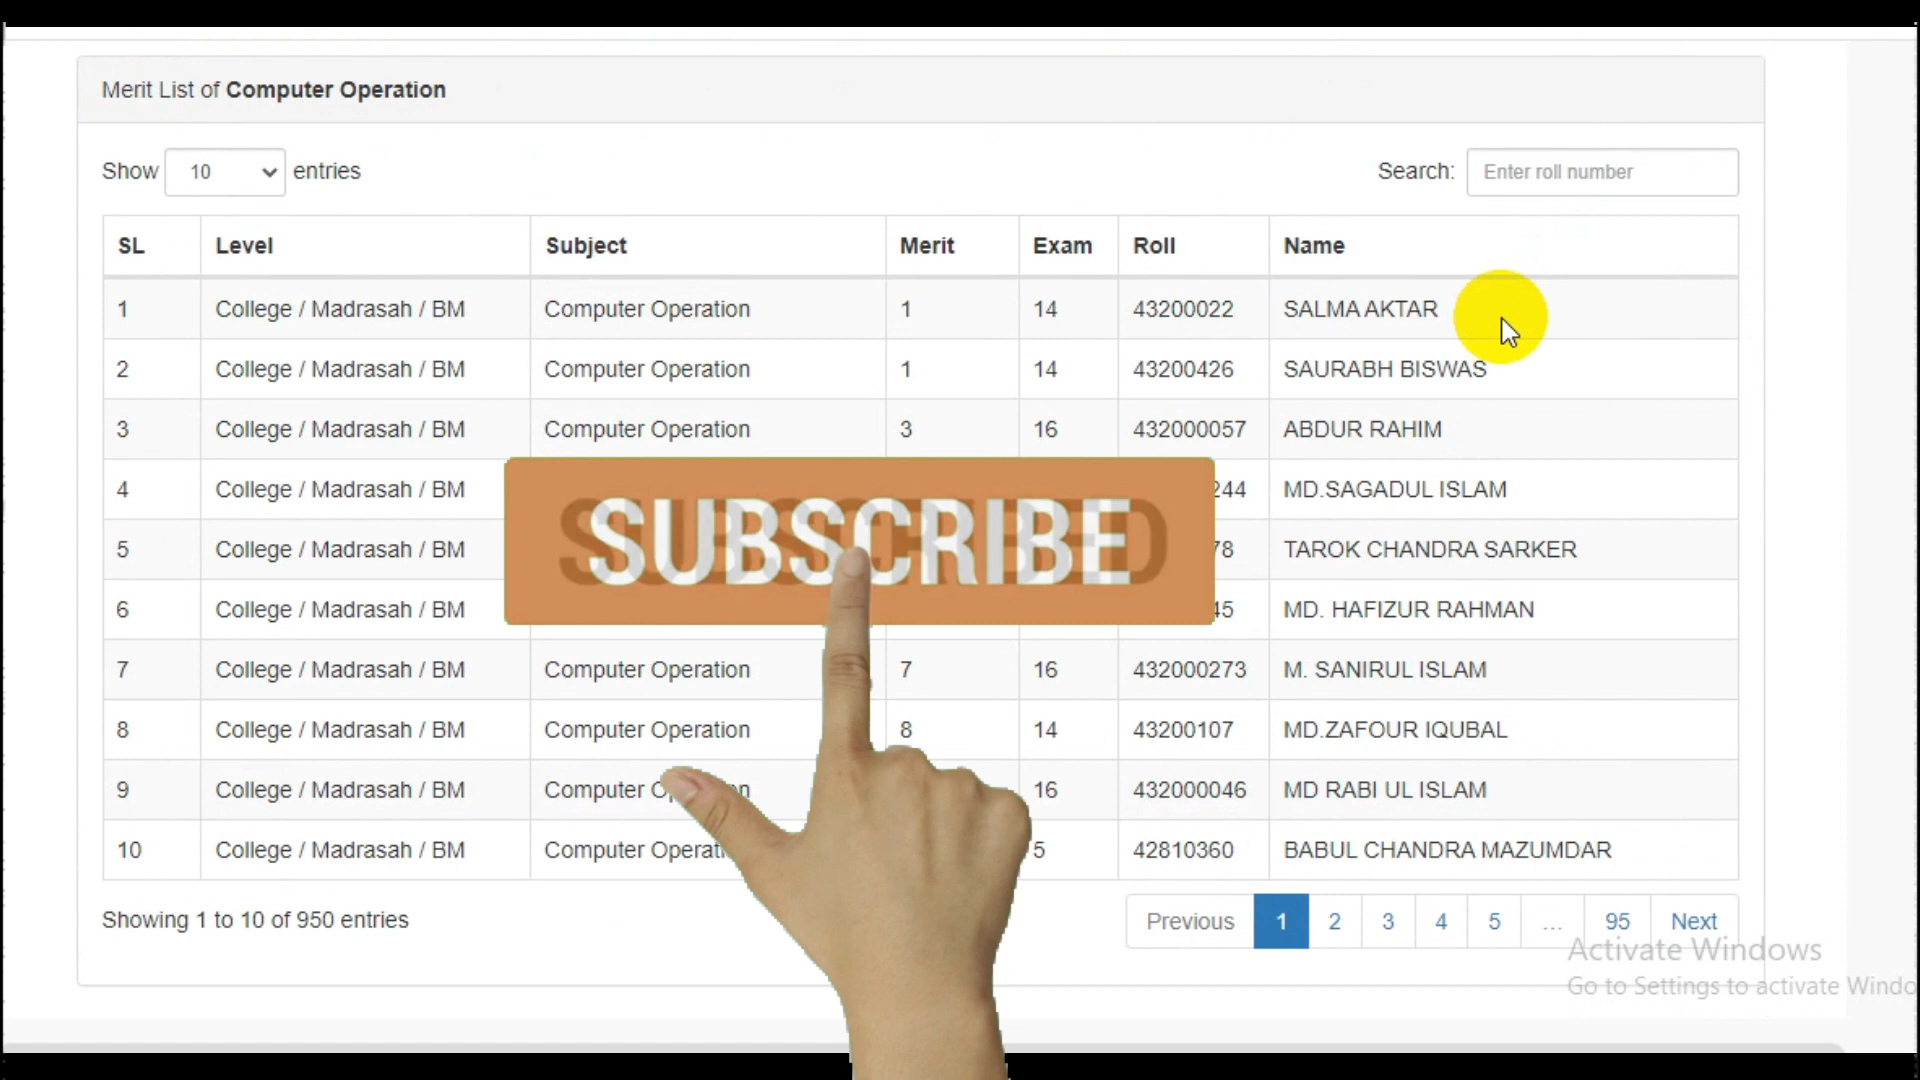 Merit List of Computer Operation
Show 10 entries Search: Enter roll number
SL Level Subject Merit Exam Roll Name
1 College / Madrasah / BM Computer Operation 1 14 43200022 SALMA AKTAR
2 College / Madrasah / BM Computer Operation 1 14 43200426 SAURABH BISWAS
3 College / Madrasah / BM Computer Operation 3 16 432000057 ABDUR RAHIM
4 College / Madrasah / BM 244 MD.SAGADUL ISLAM
SUBSCRIBE
5 College / Madrasah / BM 78 TAROK CHANDRA SARKER
6 College / Madrasah / BM 45 MD. HAFIZUR RAHMAN
7 College / Madrasah / BM Computer Operation 7 16 432000273 M. SANIRUL ISLAM
8 College / Madrasah / BM Computer Operation 8 14 43200107 MD.ZAFOUR IQUBAL
9 College / Madrasah / BM Computer 16 432000046 MD RABI UL ISLAM
10 College / Madrasah / BM Computer 5 42810360 BABUL CHANDRA MAZUMDAR
Showing 1 to 10 of 950 entries Previous 1 2 3 4 5 ... 95 Next
Activate Windows
Go to Settings to activate Windo